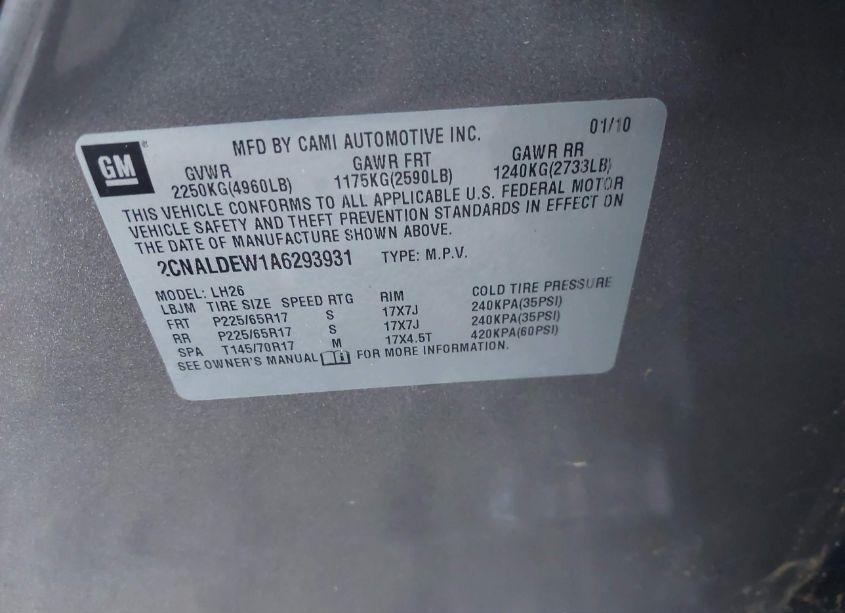 GM
MFD BY CAMI AUTOMOTIVE INC. 01/10
GVWR GAWR FRT GAWR RR
2250KG(4960LB) 1175KG(2590LB) 1240KG(2733LB)
THIS VEHICLE CONFORMS TO ALL APPLICABLE U.S. FEDERAL MOTOR
VEHICLE SAFETY AND THEFT PREVENTION STANDARDS IN EFFECT ON
THE DATE OF MANUFACTURE SHOWN ABOVE.
2CNALDEW1A6293931 TYPE: M.P.V.
MODEL: LH26
LBJM TIRE SIZE SPEED RTG RIM COLD TIRE PRESSURE
FRT P225/65R17 S 17X7J 240KPA(35PSI)
RR P225/65R17 S 17X7J 240KPA(35PSI)
SPA T145/70R17 M 17X4.5T 420KPA(60PSI)
SEE OWNER'S MANUAL FOR MORE INFORMATION.